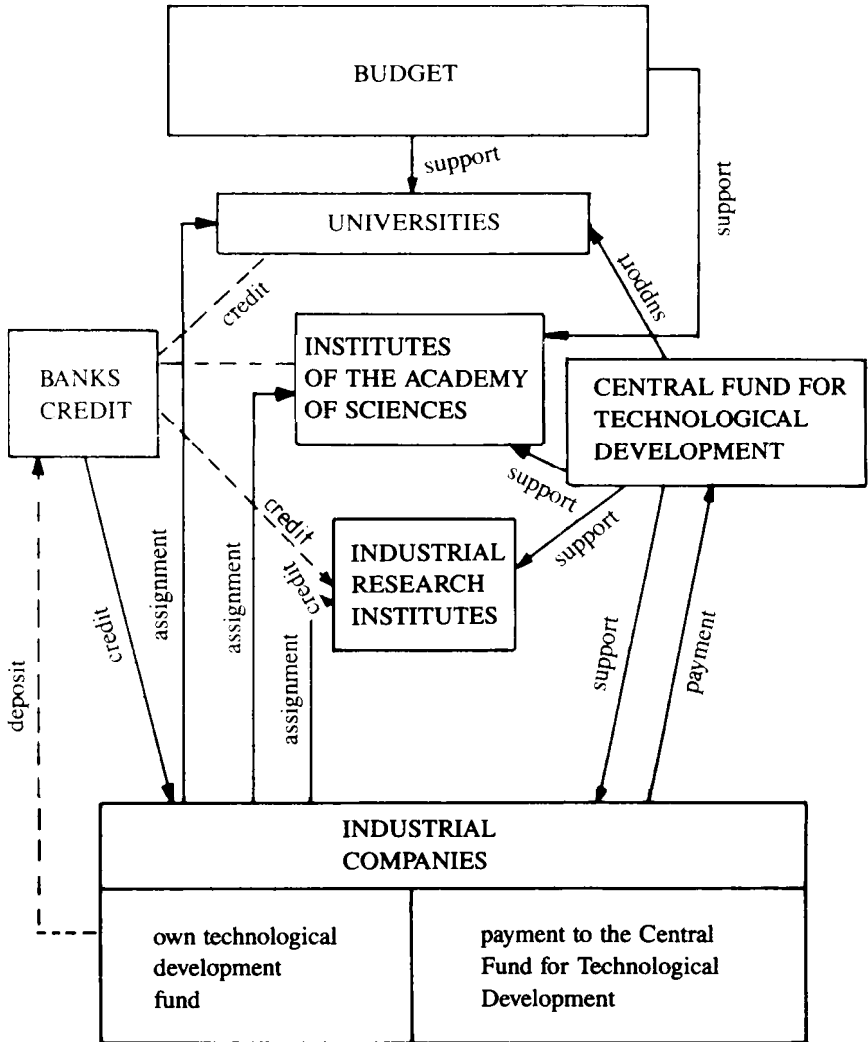 BUDGET
support
support
UNIVERSITIES
credit
support
BANKS
CREDIT
INSTITUTES
OF THE ACADEMY
OF SCIENCES
CENTRAL FUND FOR
TECHNOLOGICAL
DEVELOPMENT
support
support
credit
credit
INDUSTRIAL
RESEARCH
INSTITUTES
deposit
credit
assignment
assignment
assignment
support
payment
INDUSTRIAL
COMPANIES
own technological
development
fund
payment to the Central
Fund for Technological
Development